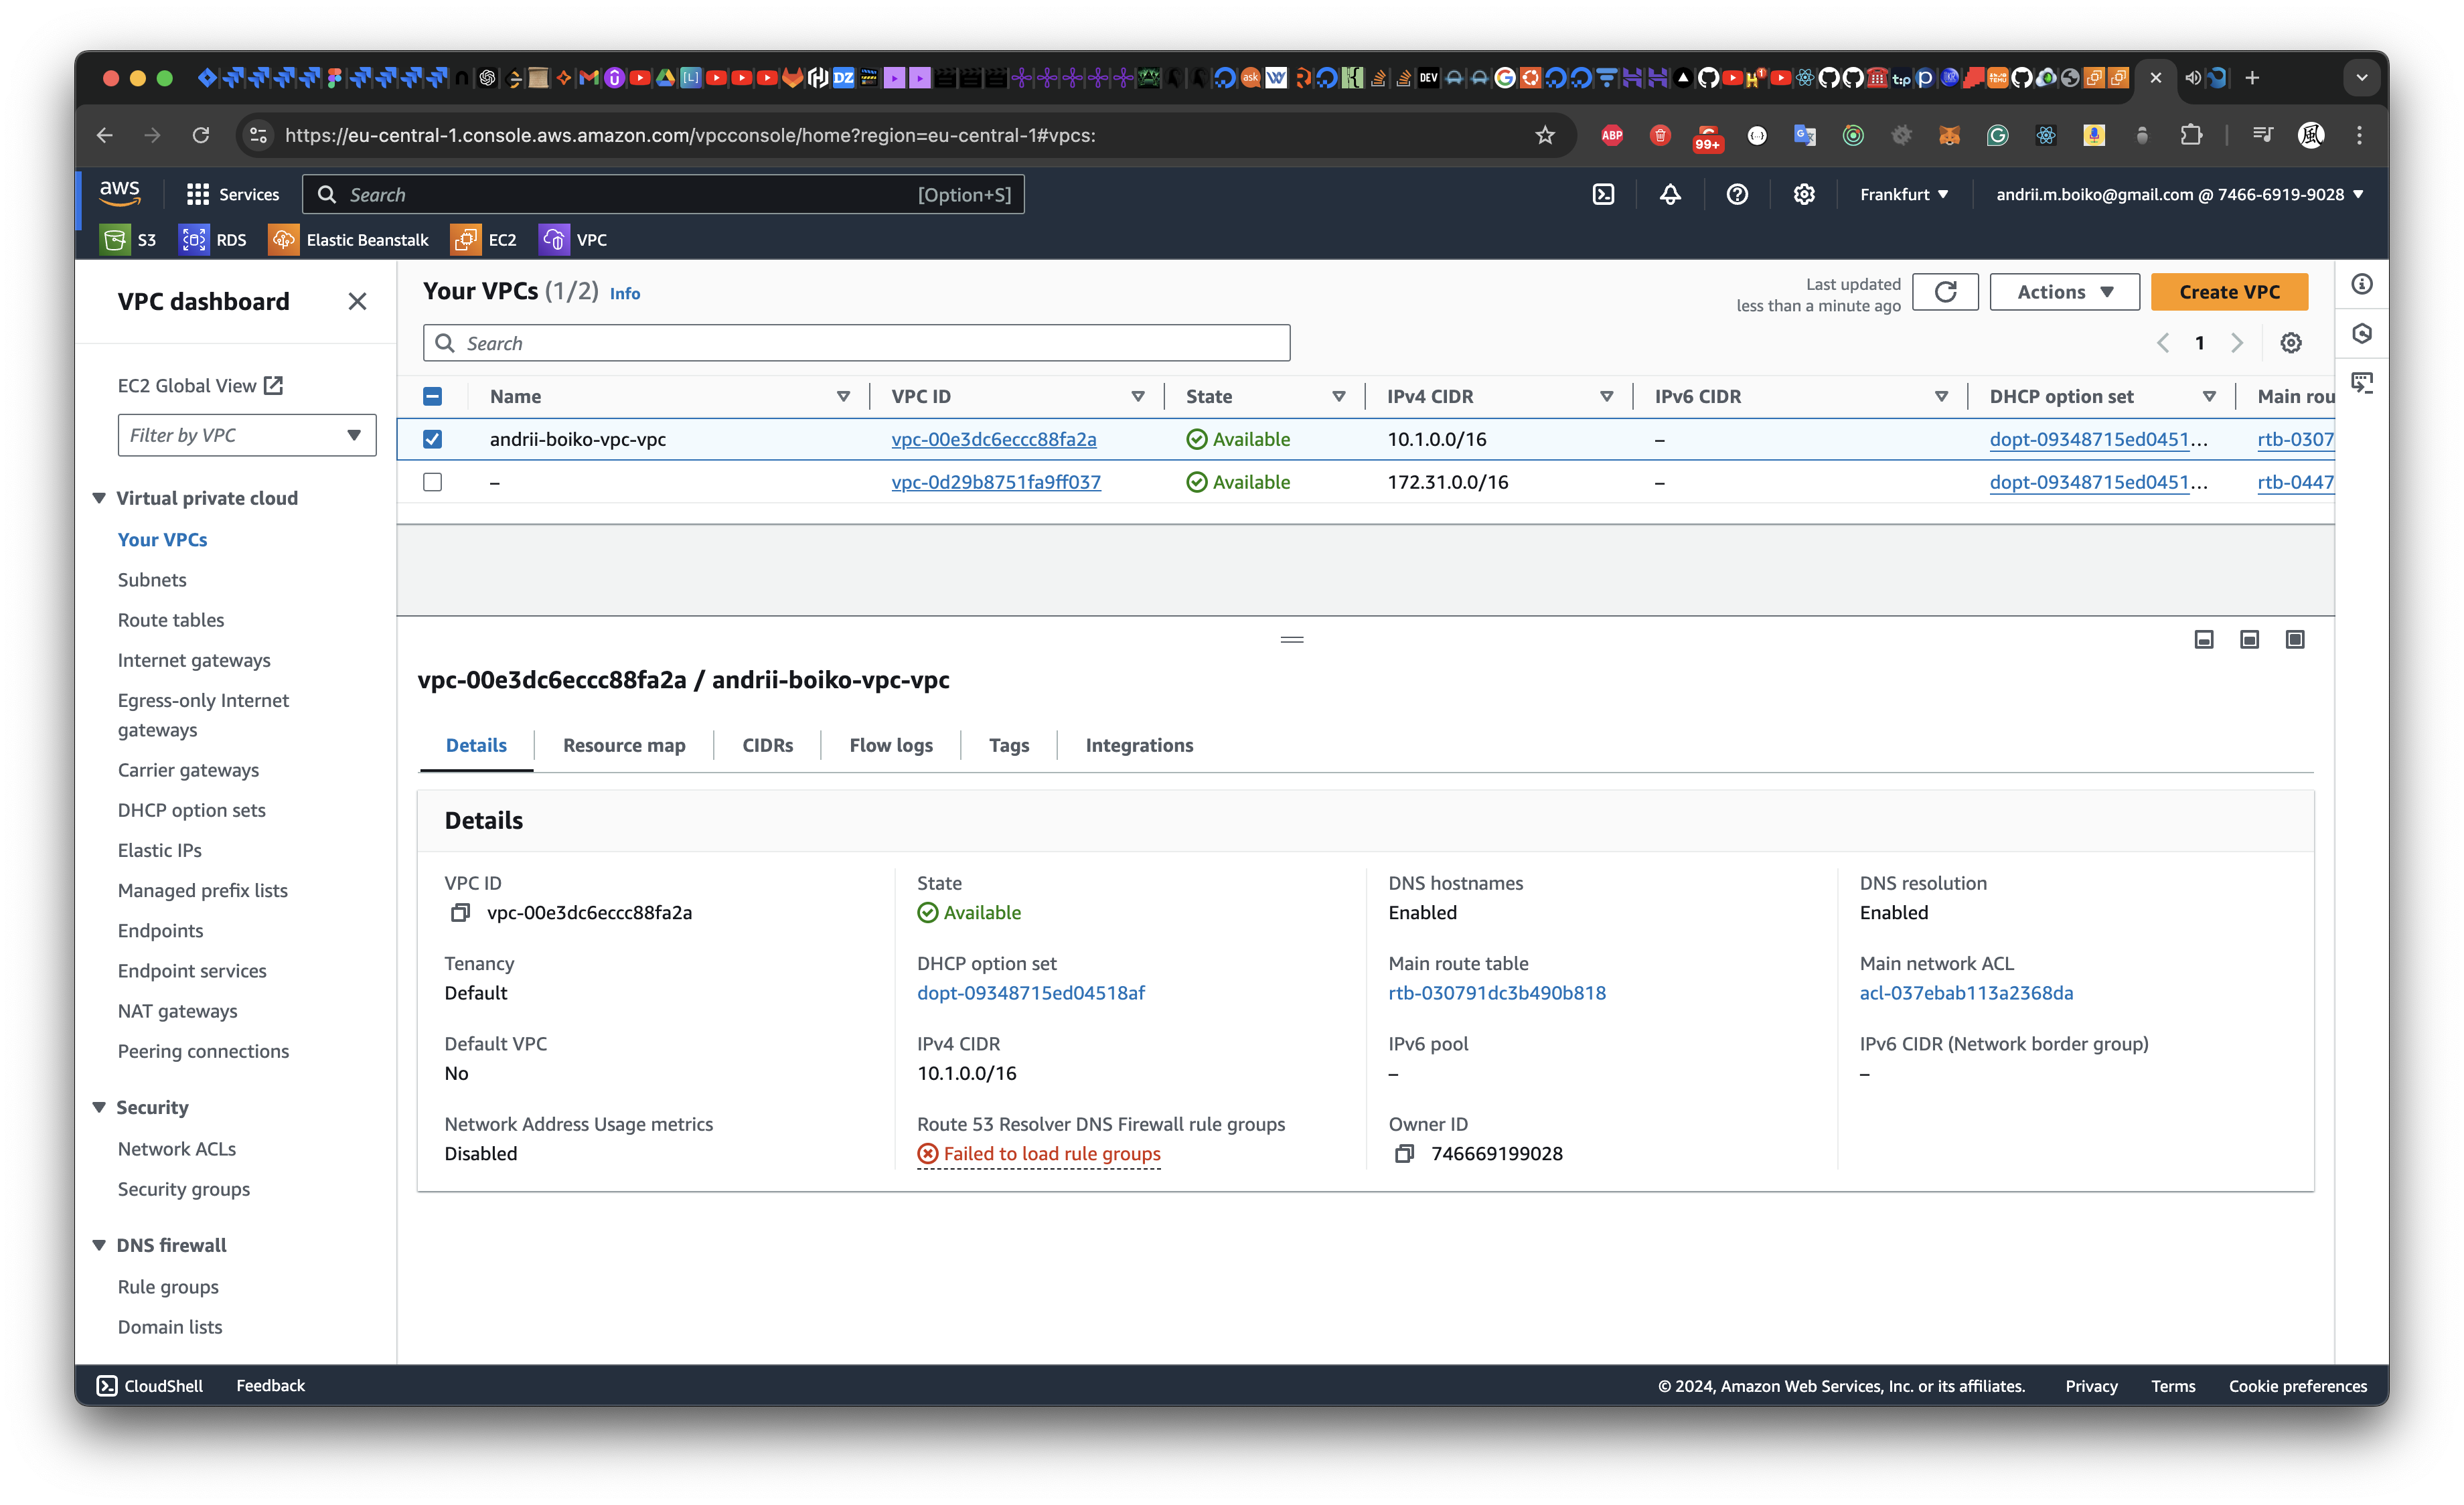 https://eu-central-1.console.aws.amazon.com/vpcconsole/home?region=eu-central-1#vpcs:
ABP
99+
aws
Services
Search
[Option+S]
Frankfurt
andrii.m.boiko@gmail.com @ 7466-6919-9028
S3
RDS
Elastic Beanstalk
EC2
VPC
VPC dashboard
EC2 Global View
Filter by VPC
Virtual private cloud
Your VPCs
Subnets
Route tables
Internet gateways
Egress-only Internet
gateways
Carrier gateways
DHCP option sets
Elastic IPs
Managed prefix lists
Endpoints
Endpoint services
NAT gateways
Peering connections
Security
Network ACLs
Security groups
DNS firewall
Rule groups
Domain lists
Your VPCs (1/2) Info
Last updated
less than a minute ago
Actions
Create VPC
Search
1
Name VPC ID State IPv4 CIDR IPv6 CIDR DHCP option set Main rou
andrii-boiko-vpc-vpc vpc-00e3dc6eccc88fa2a Available 10.1.0.0/16 – dopt-09348715ed0451... rtb-0307
– vpc-0d29b8751fa9ff037 Available 172.31.0.0/16 – dopt-09348715ed0451... rtb-0447
vpc-00e3dc6eccc88fa2a / andrii-boiko-vpc-vpc
Details Resource map CIDRs Flow logs Tags Integrations
Details
VPC ID
vpc-00e3dc6eccc88fa2a
State
Available
DNS hostnames
Enabled
DNS resolution
Enabled
Tenancy
Default
DHCP option set
dopt-09348715ed04518af
Main route table
rtb-030791dc3b490b818
Main network ACL
acl-037ebab113a2368da
Default VPC
No
IPv4 CIDR
10.1.0.0/16
IPv6 pool
–
IPv6 CIDR (Network border group)
–
Network Address Usage metrics
Disabled
Route 53 Resolver DNS Firewall rule groups
Failed to load rule groups
Owner ID
746669199028
CloudShell
Feedback
© 2024, Amazon Web Services, Inc. or its affiliates.
Privacy
Terms
Cookie preferences